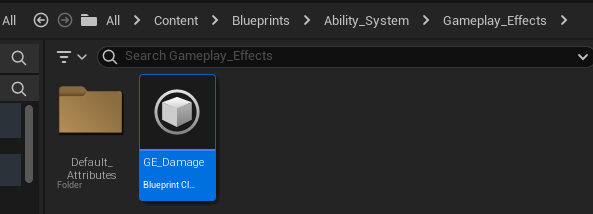 All All Content Blueprints Ability_System Gameplay_Effects
Search Gameplay_Effects
Default_
Attributes
Folder
GE_Damage
Blueprint Cl...